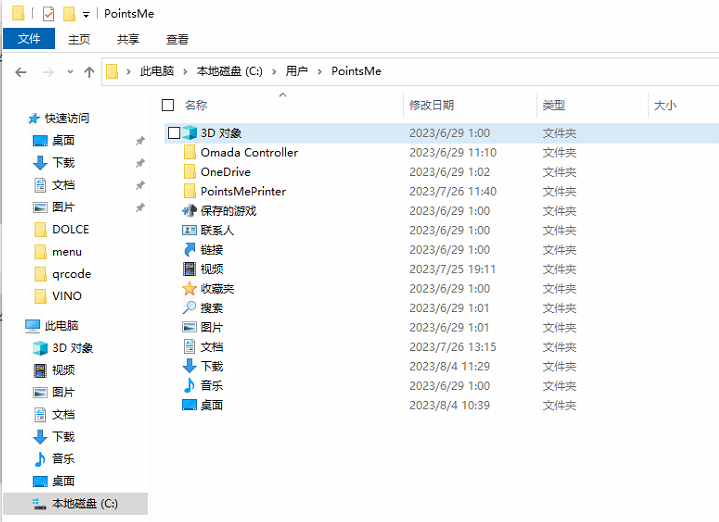 PointsMe
文件 主页 共享 查看
此电脑 › 本地磁盘 (C:) › 用户 › PointsMe
名称 修改日期 类型 大小
快速访问
桌面
下载
文档
图片
DOLCE
menu
qrcode
VINO
此电脑
3D 对象
视频
图片
文档
下载
音乐
桌面
本地磁盘 (C:)
3D 对象 2023/6/29 1:00 文件夹
Omada Controller 2023/6/29 11:10 文件夹
OneDrive 2023/6/29 1:02 文件夹
PointsMePrinter 2023/7/26 11:40 文件夹
保存的游戏 2023/6/29 1:00 文件夹
联系人 2023/6/29 1:00 文件夹
链接 2023/6/29 1:00 文件夹
视频 2023/7/25 19:11 文件夹
收藏夹 2023/6/29 1:00 文件夹
搜索 2023/6/29 1:01 文件夹
图片 2023/6/29 1:01 文件夹
文档 2023/7/26 13:15 文件夹
下载 2023/8/4 11:29 文件夹
音乐 2023/6/29 1:00 文件夹
桌面 2023/8/4 10:39 文件夹